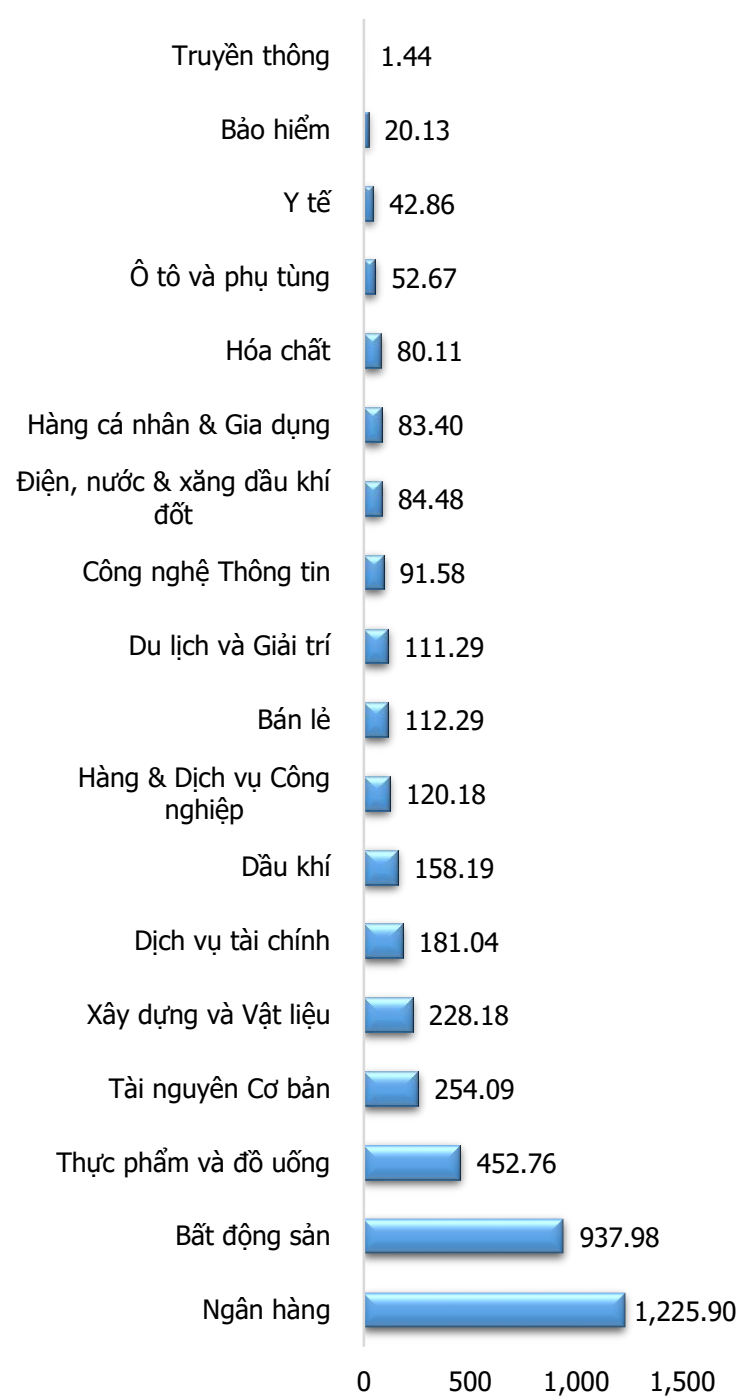 Truyền thông 1.44
Bảo hiểm 20.13
Y tế 42.86
Ô tô và phụ tùng 52.67
Hóa chất 80.11
Hàng cá nhân & Gia dụng 83.40
Điện, nước & xăng dầu khí
đốt 84.48
Công nghệ Thông tin 91.58
Du lịch và Giải trí 111.29
Bán lẻ 112.29
Hàng & Dịch vụ Công
nghiệp 120.18
Dầu khí 158.19
Dịch vụ tài chính 181.04
Xây dựng và Vật liệu 228.18
Tài nguyên Cơ bản 254.09
Thực phẩm và đồ uống 452.76
Bất động sản 937.98
Ngân hàng 1,225.90
0 500 1,000 1,500